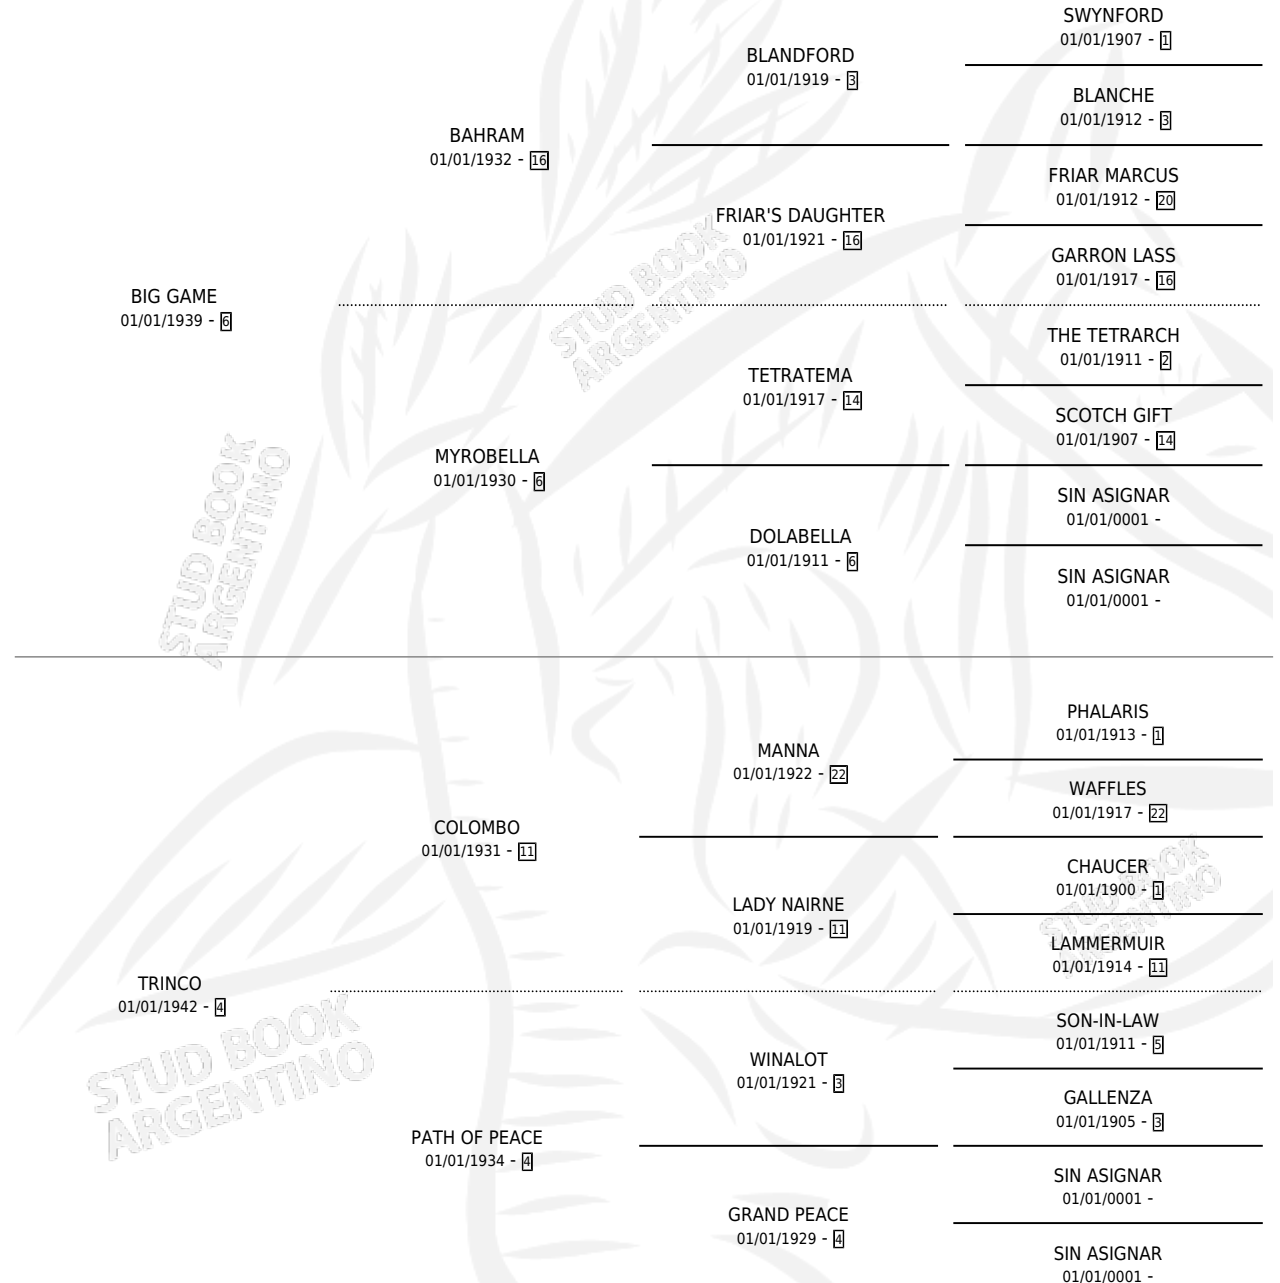 SWYNFORD
01/01/1907 - 1
BLANDFORD
01/01/1919 - 3
BLANCHE
01/01/1912 - 3
BAHRAM
01/01/1932 - 16
FRIAR MARCUS
01/01/1912 - 20
FRIAR'S DAUGHTER
01/01/1921 - 16
GARRON LASS
01/01/1917 - 16
BIG GAME
01/01/1939 - 6
THE TETRARCH
01/01/1911 - 2
TETRATEMA
01/01/1917 - 14
SCOTCH GIFT
01/01/1907 - 14
MYROBELLA
01/01/1930 - 6
SIN ASIGNAR
01/01/0001 -
DOLABELLA
01/01/1911 - 6
SIN ASIGNAR
01/01/0001 -
STUD BOOK
ARGENTINO
STUD BOOK
ARGENTINO
PHALARIS
01/01/1913 - 1
MANNA
01/01/1922 - 22
WAFFLES
01/01/1917 - 22
COLOMBO
01/01/1931 - 11
CHAUCER
01/01/1900 - 1
LADY NAIRNE
01/01/1919 - 11
LAMMERMUIR
01/01/1914 - 11
TRINCO
01/01/1942 - 4
SON-IN-LAW
01/01/1911 - 5
WINALOT
01/01/1921 - 3
GALLENZA
01/01/1905 - 3
PATH OF PEACE
01/01/1934 - 4
SIN ASIGNAR
01/01/0001 -
GRAND PEACE
01/01/1929 - 4
SIN ASIGNAR
01/01/0001 -
STUD BOOK
ARGENTINO
STUD BOOK
ARGENTINO